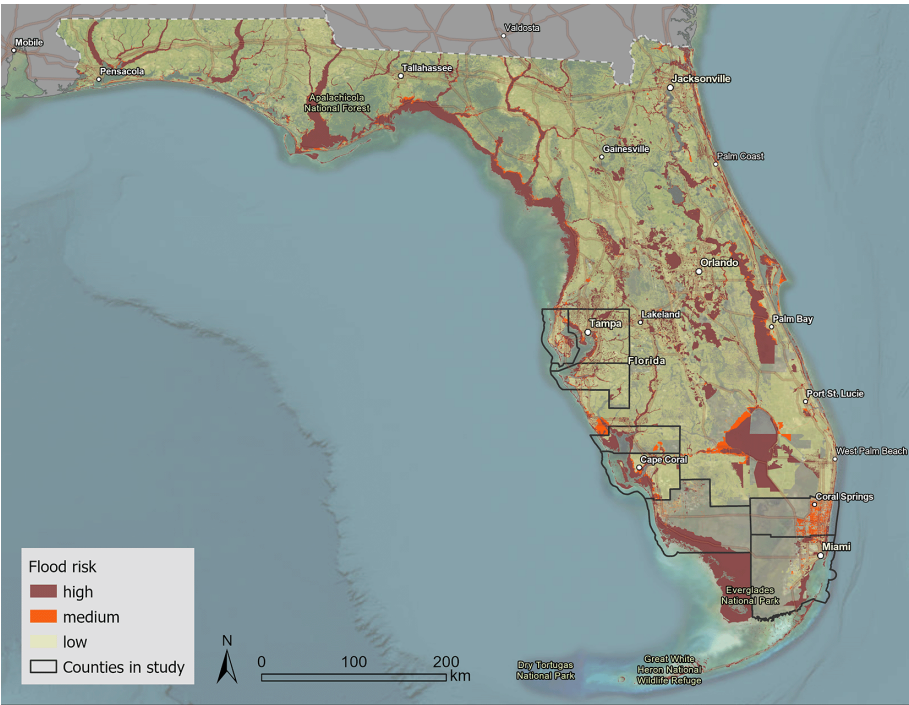 Valdosta
Mobile
Pensacola
Tallahassee
Jacksonville
Apalachicola
National Forest
Gainesville
Palm Coast
Orlando
Lakeland
Tampa
Palm Bay
Florida
Port St. Lucie
West Palm Beach
Cape Coral
Coral Springs
Miami
Everglades
National Park
Flood risk
high
medium
low
Counties in study
N
0 100 200
km
Dry Tortugas
National Park
Great White
Heron National
Wildlife Refuge